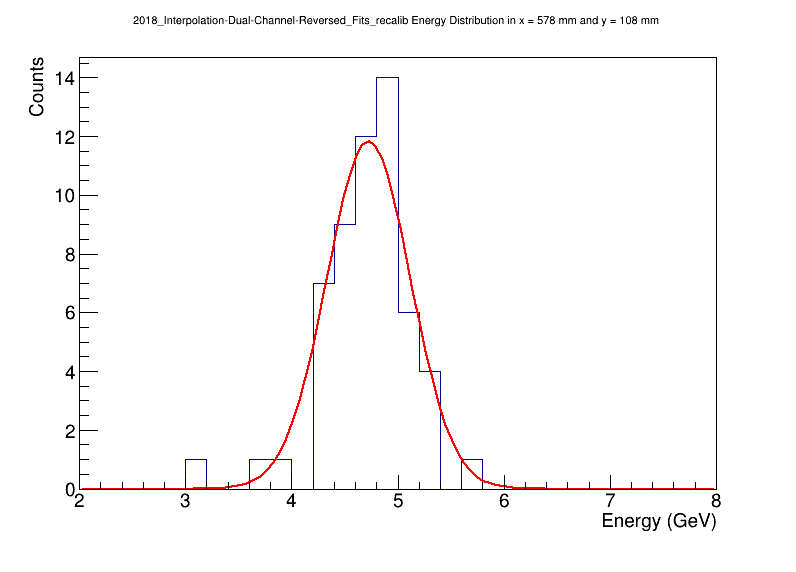 2018_Interpolation-Dual-Channel-Reversed_Fits_recalib Energy Distribution in x = 578 mm and y = 108 mm
Counts
14
12
10
8
6
4
2
0
2 3 4 5 6 7 8
Energy (GeV)